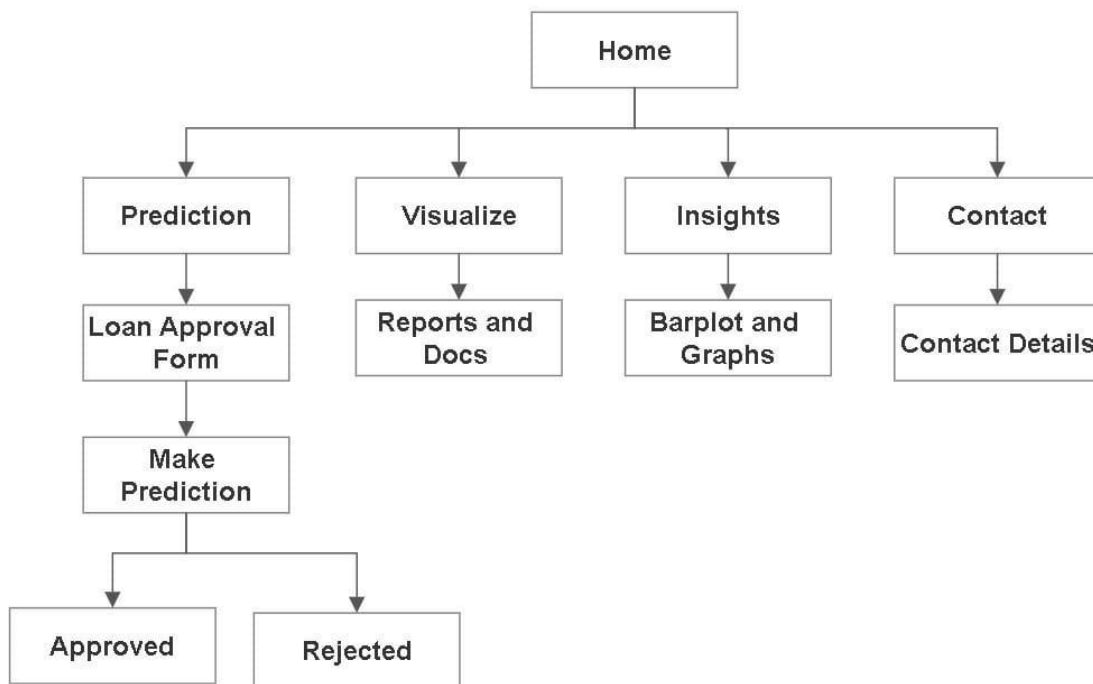 Home
Prediction
Visualize
Insights
Contact
Loan Approval
Form
Reports and
Docs
Barplot and
Graphs
Contact Details
Make
Prediction
Approved
Rejected